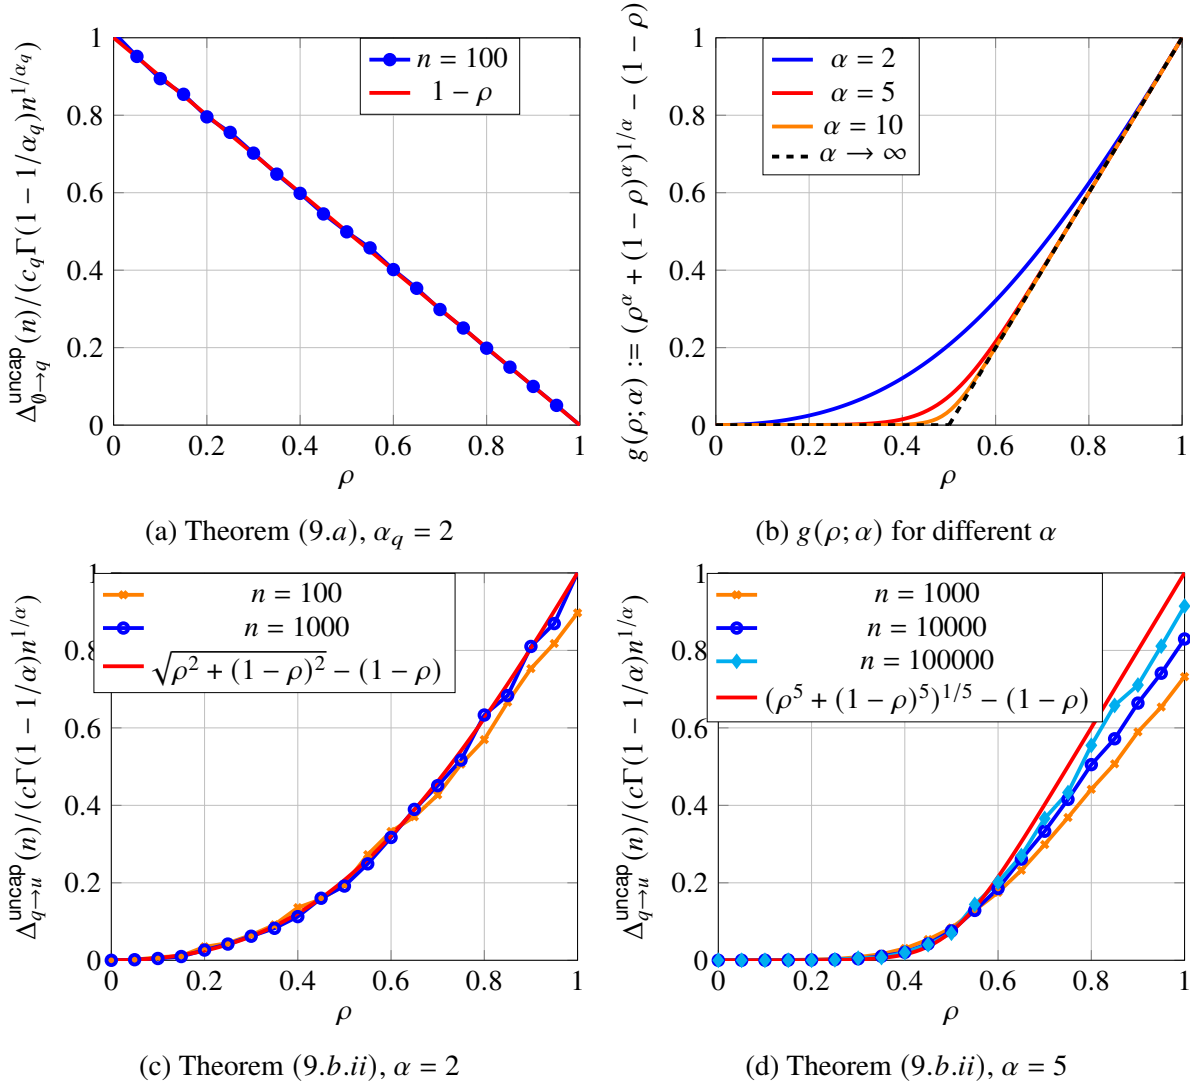 Δ^uncap_{∅→q}(n)/(c_qΓ(1 − 1/α_q)n^{1/α_q})
1
0.8
0.6
0.4
0.2
0
0 0.2 0.4 0.6 0.8 1
ρ
n = 100
1 − ρ
(a) Theorem (9.a), α_q = 2
g(ρ; α) := (ρ^α + (1 − ρ)^α)^{1/α} − (1 − ρ)
1
0.8
0.6
0.4
0.2
0
0 0.2 0.4 0.6 0.8 1
ρ
α = 2
α = 5
α = 10
α → ∞
(b) g(ρ; α) for different α
Δ^uncap_{q→u}(n)/(cΓ(1 − 1/α)n^{1/α})
1
0.8
0.6
0.4
0.2
0
0 0.2 0.4 0.6 0.8 1
ρ
n = 100
n = 1000
√(ρ² + (1 − ρ)²) − (1 − ρ)
(c) Theorem (9.b.ii), α = 2
Δ^uncap_{q→u}(n)/(cΓ(1 − 1/α)n^{1/α})
1
0.8
0.6
0.4
0.2
0
0 0.2 0.4 0.6 0.8 1
ρ
n = 1000
n = 10000
n = 100000
(ρ⁵ + (1 − ρ)⁵)^{1/5} − (1 − ρ)
(d) Theorem (9.b.ii), α = 5